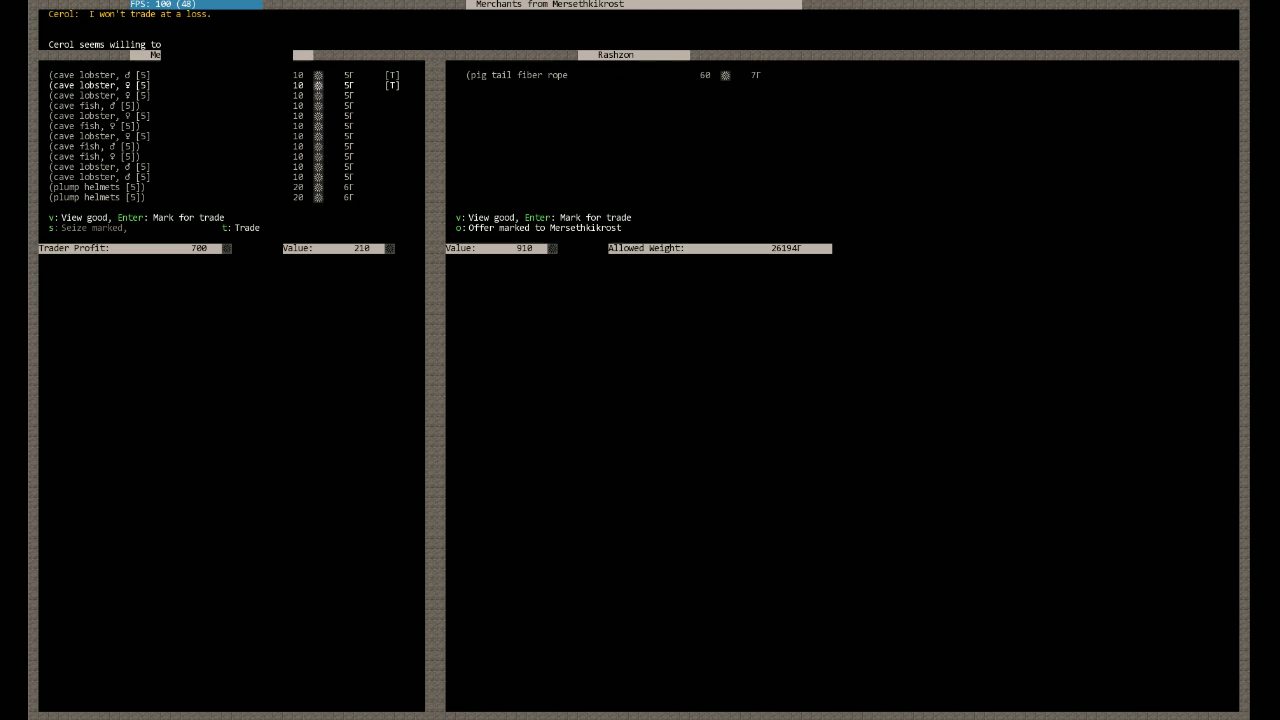 FPS: 100 (48)
Merchants from Mersethkikrost
Cerol: I won't trade at a loss.
Cerol seems willing to
Me
Rashzon
(cave lobster, ♂ [5] 10☼ 5Γ [T]
(cave lobster, ♀ [5] 10☼ 5Γ [T]
(cave lobster, ♀ [5] 10☼ 5Γ
(cave fish, ♂ [5]) 10☼ 5Γ
(cave lobster, ♀ [5] 10☼ 5Γ
(cave fish, ♀ [5]) 10☼ 5Γ
(cave lobster, ♀ [5] 10☼ 5Γ
(cave fish, ♂ [5]) 10☼ 5Γ
(cave fish, ♀ [5]) 10☼ 5Γ
(cave lobster, ♂ [5] 10☼ 5Γ
(cave lobster, ♂ [5] 10☼ 5Γ
(plump helmets [5]) 20☼ 6Γ
(plump helmets [5]) 20☼ 6Γ
v: View good, Enter: Mark for trade
s: Seize marked, t: Trade
Trader Profit: 700☼ Value: 210☼
(pig tail fiber rope 60☼ 7Γ
v: View good, Enter: Mark for trade
o: Offer marked to Mersethkikrost
Value: 910☼ Allowed Weight: 26194Γ